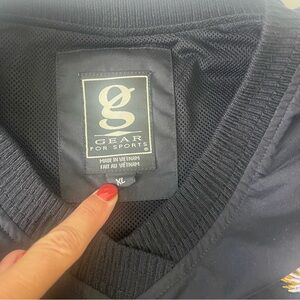 g
GEAR
FOR SPORTS®
MADE IN VIETNAM
FAIT AU VIETNAM
XL